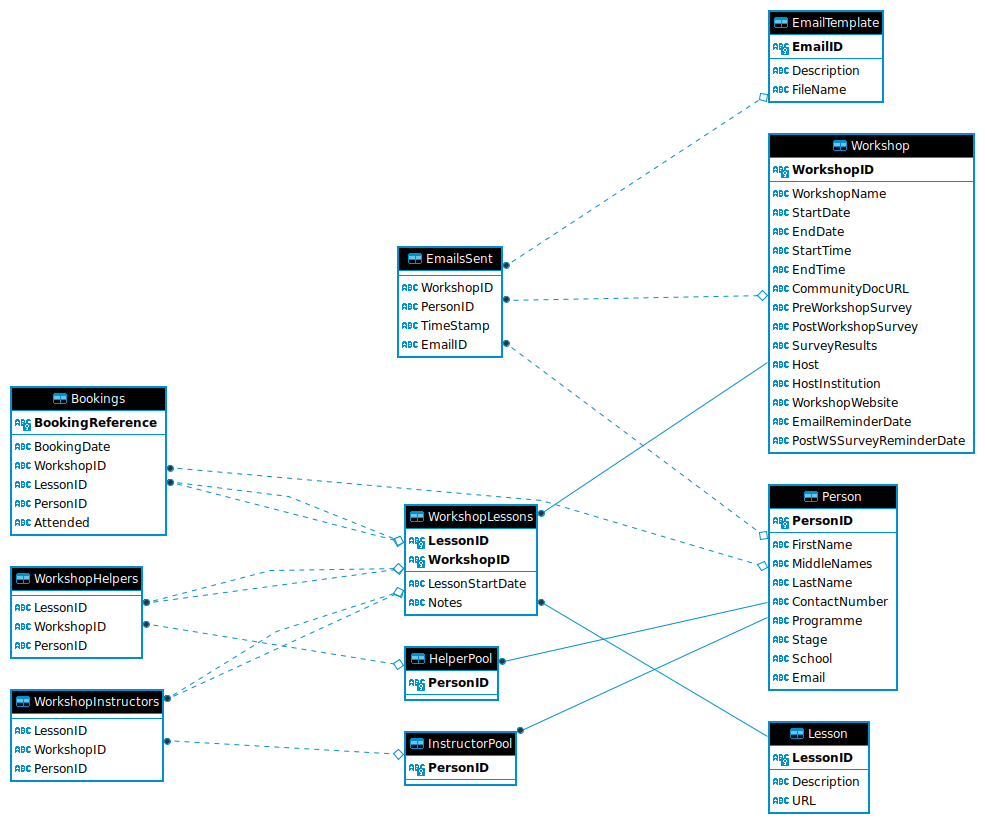 EmailTemplate
EmailID
Description
FileName
Workshop
WorkshopID
WorkshopName
StartDate
EndDate
StartTime
EndTime
CommunityDocURL
PreWorkshopSurvey
PostWorkshopSurvey
SurveyResults
Host
HostInstitution
WorkshopWebsite
EmailReminderDate
PostWSSurveyReminderDate
EmailsSent
WorkshopID
PersonID
TimeStamp
EmailID
Bookings
BookingReference
BookingDate
WorkshopID
LessonID
PersonID
Attended
WorkshopLessons
LessonID
WorkshopID
LessonStartDate
Notes
Person
PersonID
FirstName
MiddleNames
LastName
ContactNumber
Programme
Stage
School
Email
WorkshopHelpers
LessonID
WorkshopID
PersonID
HelperPool
PersonID
WorkshopInstructors
LessonID
WorkshopID
PersonID
InstructorPool
PersonID
Lesson
LessonID
Description
URL